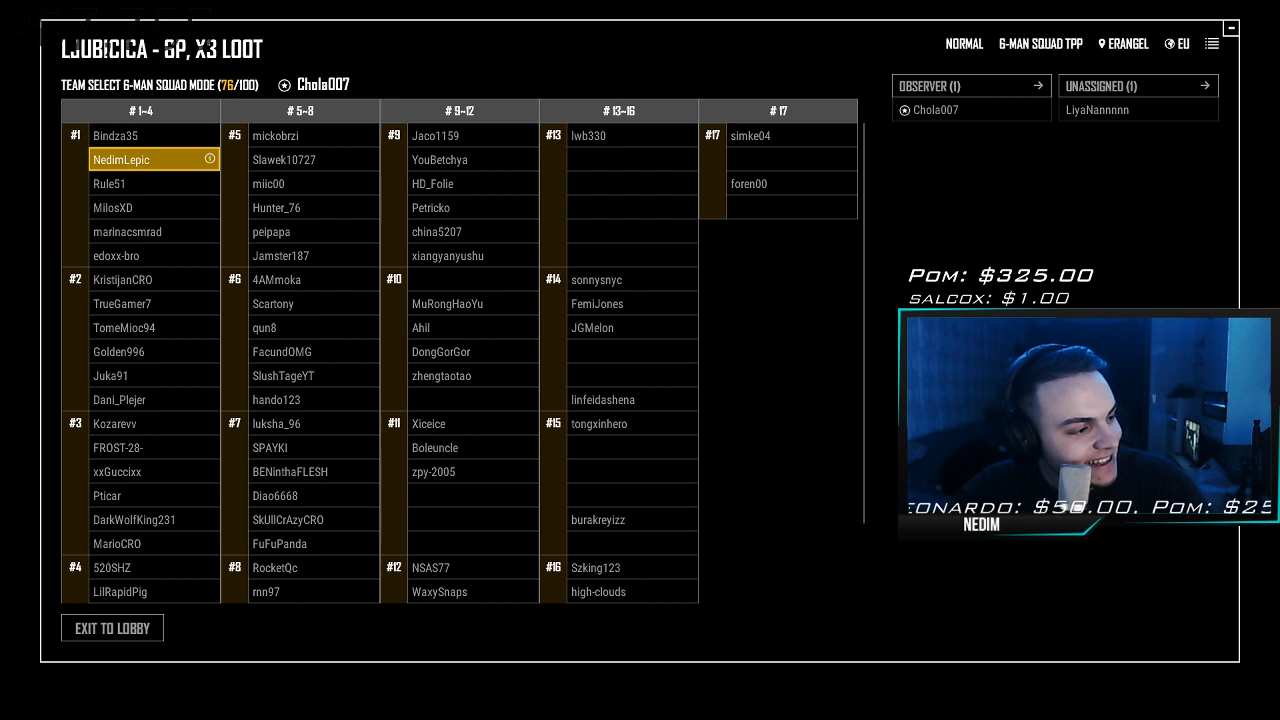 LJUBICICA - GP, X3 LOOT
NORMAL 6-MAN SQUAD TPP ERANGEL EU
TEAM SELECT 6-MAN SQUAD MODE (76/100) Chola007
OBSERVER (1) UNASSIGNED (1)
Chola007 LiyaNannnnn
# 1~4 # 5~8 # 9~12 # 13~16 # 17
#1 Bindza35 #5 mickobrzi #9 Jaco1159 #13 lwb330 #17 simke04
NedimLepic Slawek10727 YouBetchya
Rule51 miic00 HD_Folie foren00
MilosXD Hunter_76 Petricko
marinacsmrad peipapa china5207
edoxx-bro Jamster187 xiangyanyushu
#2 KristijanCRO #6 4AMmoka #10 #14 sonnysnyc
TrueGamer7 Scartony MuRongHaoYu FemiJones
TomeMioc94 qun8 Ahil JGMelon
Golden996 FacundOMG DongGorGor
Juka91 SlushTageYT zhengtaotao
Dani_Plejer hando123 linfeidashena
#3 Kozarevv #7 luksha_96 #11 Xiceice #15 tongxinhero
FROST-28- SPAYKI Boleuncle
xxGuccixx BENinthaFLESH zpy-2005
Pticar Diao6668
DarkWolfKing231 SkUllCrAzyCRO burakreyizz
MarioCRO FuFuPanda
#4 520SHZ #8 RocketQc #12 NSAS77 #16 Szking123
LilRapidPig rnn97 WaxySnaps high-clouds
EXIT TO LOBBY
POM: $325.00
SALCOX: $1.00
EONARDO: $50.00, POM: $25
NEDIM